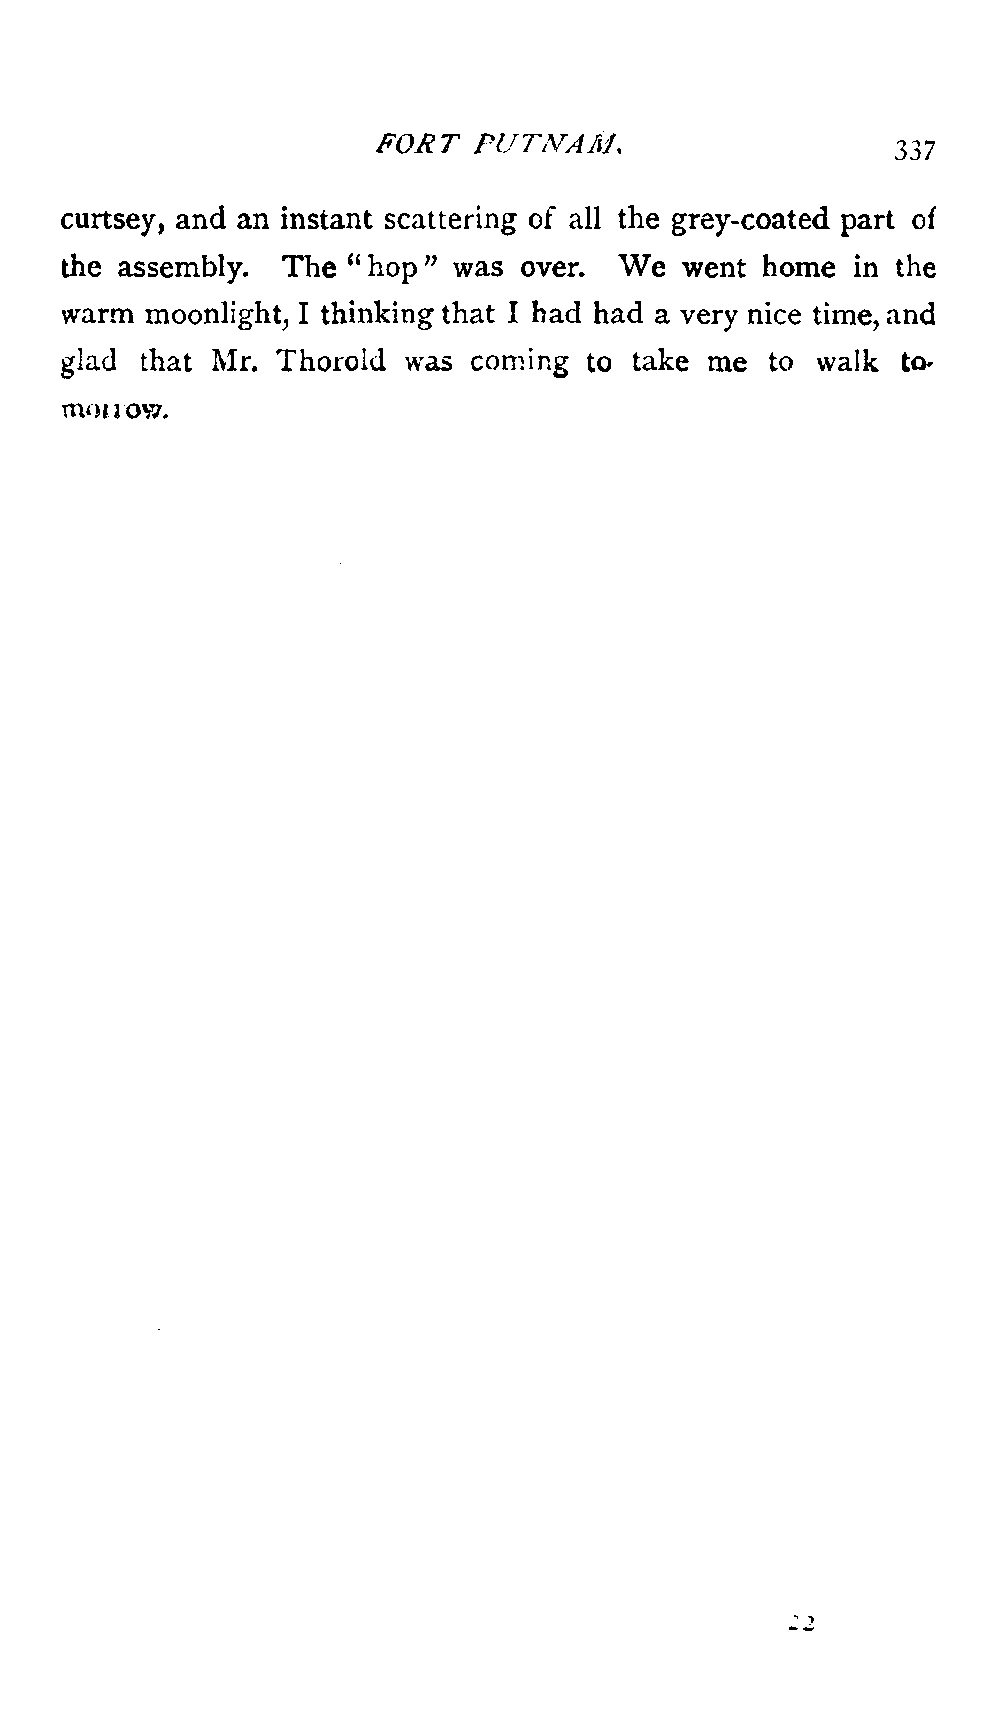 FORT PUTNAM. 337
curtsey, and an instant scattering of all the grey-coated part of
the assembly. The "hop" was over. We went home in the
warm moonlight, I thinking that I had had a very nice time, and
glad that Mr. Thorold was coming to take me to walk to-
morrow.
22